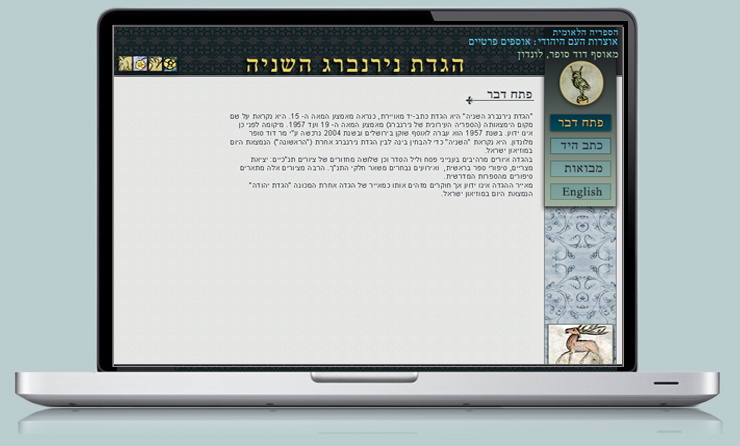 הספריה הלאומית
אוצרות העם היהודי: אוספים פרטיים
מאוסף דוד סופר, לונדון
הגדת נירנברג השניה
פתח דבר
כתב היד
מבואות
English
פתח דבר
"הגדת נירנברג השניה" היא הגדת כתב-יד מאויירת, כנראה מאמצע המאה ה- 15. היא נקראת על שם
מקום הימצאותה (הספריה העירונית של נירנברג) מאמצע המאה ה- 19 ועד 1957. מיקומה לפני כן
אינו ידוע. בשנת 1957 הוא עברה לאוסף שוקן בירושלים ובשנת 2004 נרכשה ע"י מר דוד סופר
מלונדון. היא נקראת "השניה" כדי להבחין בינה לבין הגדת נירנברג אחרת ("הראשונה") הנמצאת היום
במוזיאון ישראל.
בהגדה איורים מרהיבים בענייני פסח וליל הסדר וכן שלושה מחזורים של ציורים תנ"כיים: יציאת
מצריים, סיפורי ספר בראשית, ואירועים נבחרים משאר חלקי התנ"ך. הרבה מציורים אלה מתארים
סיפורים מהספרות המדרשית.
מאייר ההגדה אינו ידוע אך חוקרים מזהים אותו כמאייר של הגדה אחרת המכונה "הגדת יהודה"
הנמצאת היום במוזיאון ישראל.